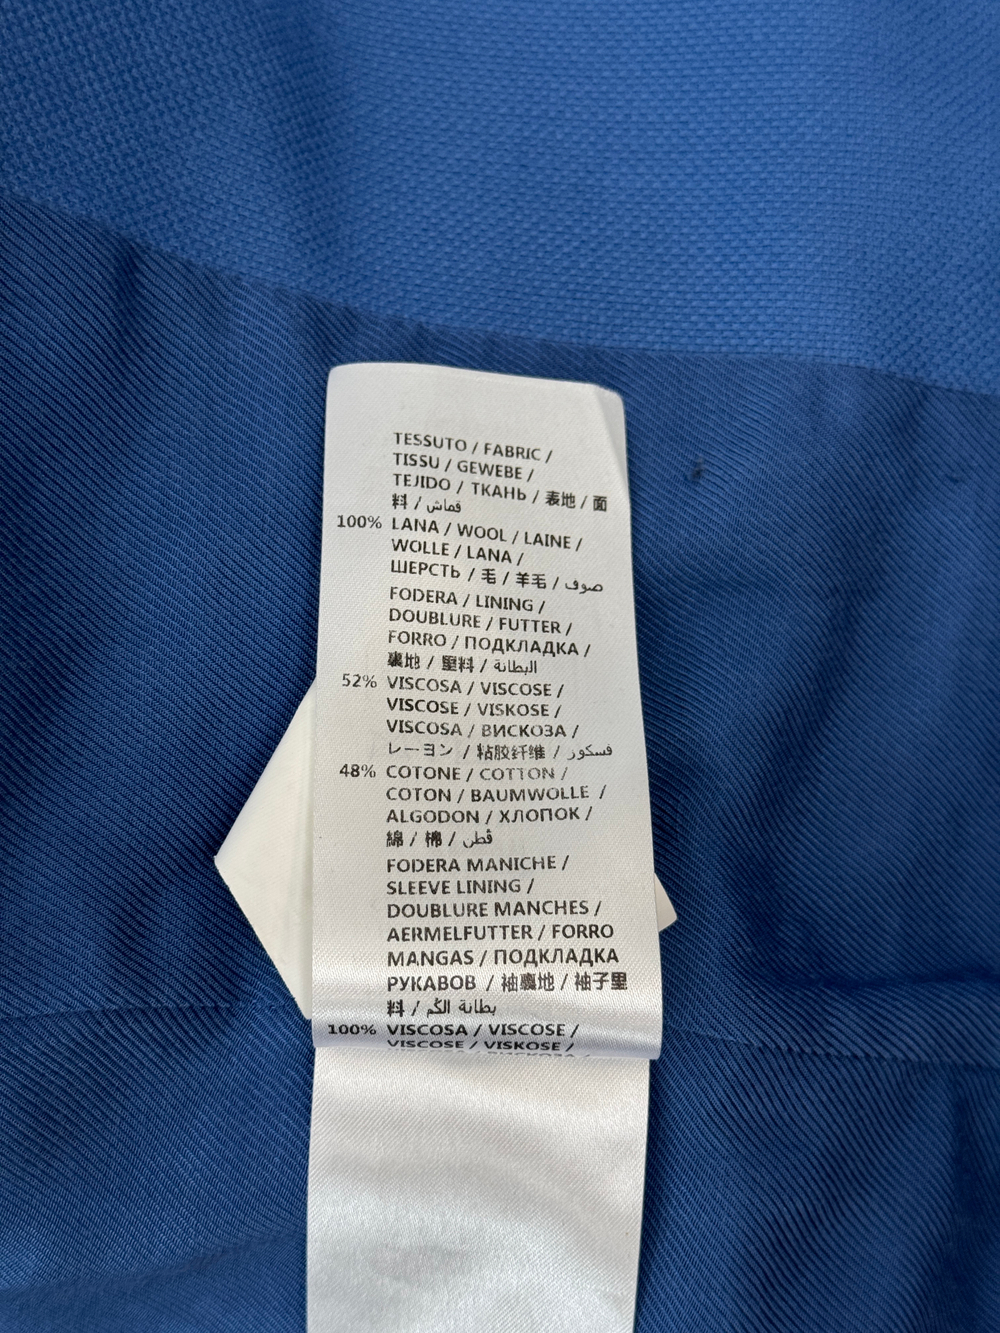 TESSUTO / FABRIC /
TISSU / GEWEBE /
TEJIDO / ТКАНЬ / 表地 / 面
料 / قماش
100% LANA / WOOL / LAINE /
WOLLE / LANA /
ШЕРСТЬ / 毛 / 羊毛 / صوف
FODERA / LINING /
DOUBLURE / FUTTER /
FORRO / ПОДКЛАДКА /
裏地 / 里料 / البطانة
52% VISCOSA / VISCOSE /
VISCOSE / VISKOSE /
VISCOSA / ВИСКОЗА /
レーヨン / 粘胶纤维 / فسكوز
48% COTONE / COTTON /
COTON / BAUMWOLLE /
ALGODON / ХЛОПОК /
綿 / 棉 / قُطن
FODERA MANICHE /
SLEEVE LINING /
DOUBLURE MANCHES /
AERMELFUTTER / FORRO
MANGAS / ПОДКЛАДКА
РУКАВОВ / 袖裏地 / 袖子里
料 / بطانة الكُم
100% VISCOSA / VISCOSE /
VISCOSE / VISKOSE /